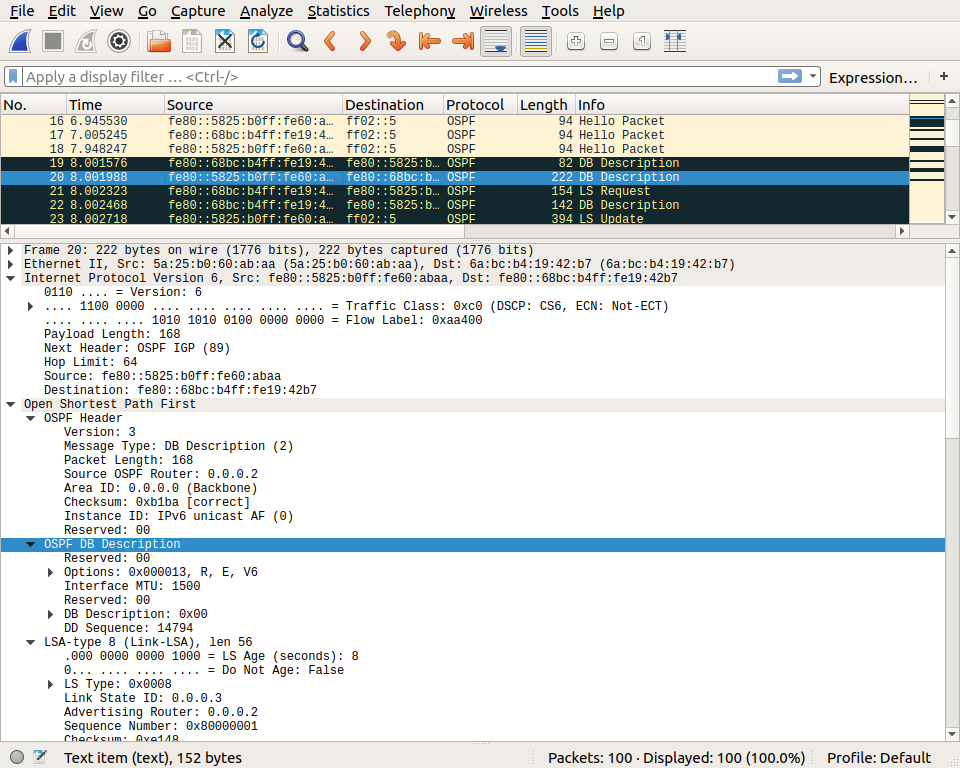 File Edit View Go Capture Analyze Statistics Telephony Wireless Tools Help
Apply a display filter … <Ctrl-/> Expression… +
No. Time Source Destination Protocol Length Info
16 6.945530 fe80::5825:b0ff:fe60:a… ff02::5 OSPF 94 Hello Packet
17 7.005245 fe80::68bc:b4ff:fe19:4… ff02::5 OSPF 94 Hello Packet
18 7.948247 fe80::5825:b0ff:fe60:a… ff02::5 OSPF 94 Hello Packet
19 8.001576 fe80::68bc:b4ff:fe19:4… fe80::5825:b… OSPF 82 DB Description
20 8.001988 fe80::5825:b0ff:fe60:a… fe80::68bc:b… OSPF 222 DB Description
21 8.002323 fe80::68bc:b4ff:fe19:4… fe80::5825:b… OSPF 154 LS Request
22 8.002468 fe80::68bc:b4ff:fe19:4… fe80::5825:b… OSPF 142 DB Description
23 8.002718 fe80::5825:b0ff:fe60:a… ff02::5 OSPF 394 LS Update
Frame 20: 222 bytes on wire (1776 bits), 222 bytes captured (1776 bits)
Ethernet II, Src: 5a:25:b0:60:ab:aa (5a:25:b0:60:ab:aa), Dst: 6a:bc:b4:19:42:b7 (6a:bc:b4:19:42:b7)
Internet Protocol Version 6, Src: fe80::5825:b0ff:fe60:abaa, Dst: fe80::68bc:b4ff:fe19:42b7
0110 .... = Version: 6
.... 1100 0000 .... .... .... .... .... = Traffic Class: 0xc0 (DSCP: CS6, ECN: Not-ECT)
.... .... .... 1010 1010 0100 0000 0000 = Flow Label: 0xaa400
Payload Length: 168
Next Header: OSPF IGP (89)
Hop Limit: 64
Source: fe80::5825:b0ff:fe60:abaa
Destination: fe80::68bc:b4ff:fe19:42b7
Open Shortest Path First
OSPF Header
Version: 3
Message Type: DB Description (2)
Packet Length: 168
Source OSPF Router: 0.0.0.2
Area ID: 0.0.0.0 (Backbone)
Checksum: 0xb1ba [correct]
Instance ID: IPv6 unicast AF (0)
Reserved: 00
OSPF DB Description
Reserved: 00
Options: 0x000013, R, E, V6
Interface MTU: 1500
Reserved: 00
DB Description: 0x00
DD Sequence: 14794
LSA-type 8 (Link-LSA), len 56
.000 0000 0000 1000 = LS Age (seconds): 8
0... .... .... .... = Do Not Age: False
LS Type: 0x0008
Link State ID: 0.0.0.3
Advertising Router: 0.0.0.2
Sequence Number: 0x80000001
Checksum: 0xe148
Text item (text), 152 bytes Packets: 100 · Displayed: 100 (100.0%) Profile: Default